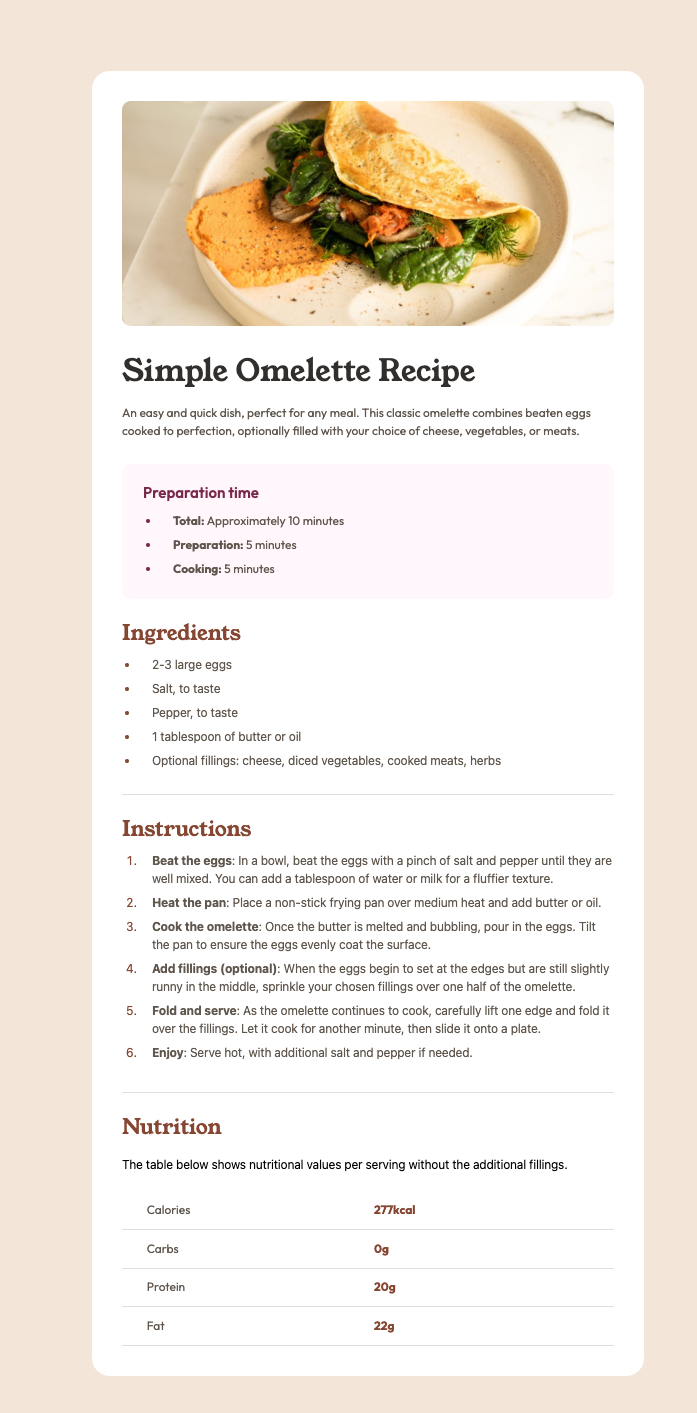 Simple Omelette Recipe
An easy and quick dish, perfect for any meal. This classic omelette combines beaten eggs
cooked to perfection, optionally filled with your choice of cheese, vegetables, or meats.
Preparation time
• Total: Approximately 10 minutes
• Preparation: 5 minutes
• Cooking: 5 minutes
Ingredients
• 2-3 large eggs
• Salt, to taste
• Pepper, to taste
• 1 tablespoon of butter or oil
• Optional fillings: cheese, diced vegetables, cooked meats, herbs
Instructions
1. Beat the eggs: In a bowl, beat the eggs with a pinch of salt and pepper until they are
well mixed. You can add a tablespoon of water or milk for a fluffier texture.
2. Heat the pan: Place a non-stick frying pan over medium heat and add butter or oil.
3. Cook the omelette: Once the butter is melted and bubbling, pour in the eggs. Tilt
the pan to ensure the eggs evenly coat the surface.
4. Add fillings (optional): When the eggs begin to set at the edges but are still slightly
runny in the middle, sprinkle your chosen fillings over one half of the omelette.
5. Fold and serve: As the omelette continues to cook, carefully lift one edge and fold it
over the fillings. Let it cook for another minute, then slide it onto a plate.
6. Enjoy: Serve hot, with additional salt and pepper if needed.
Nutrition
The table below shows nutritional values per serving without the additional fillings.
Calories 277kcal
Carbs 0g
Protein 20g
Fat 22g